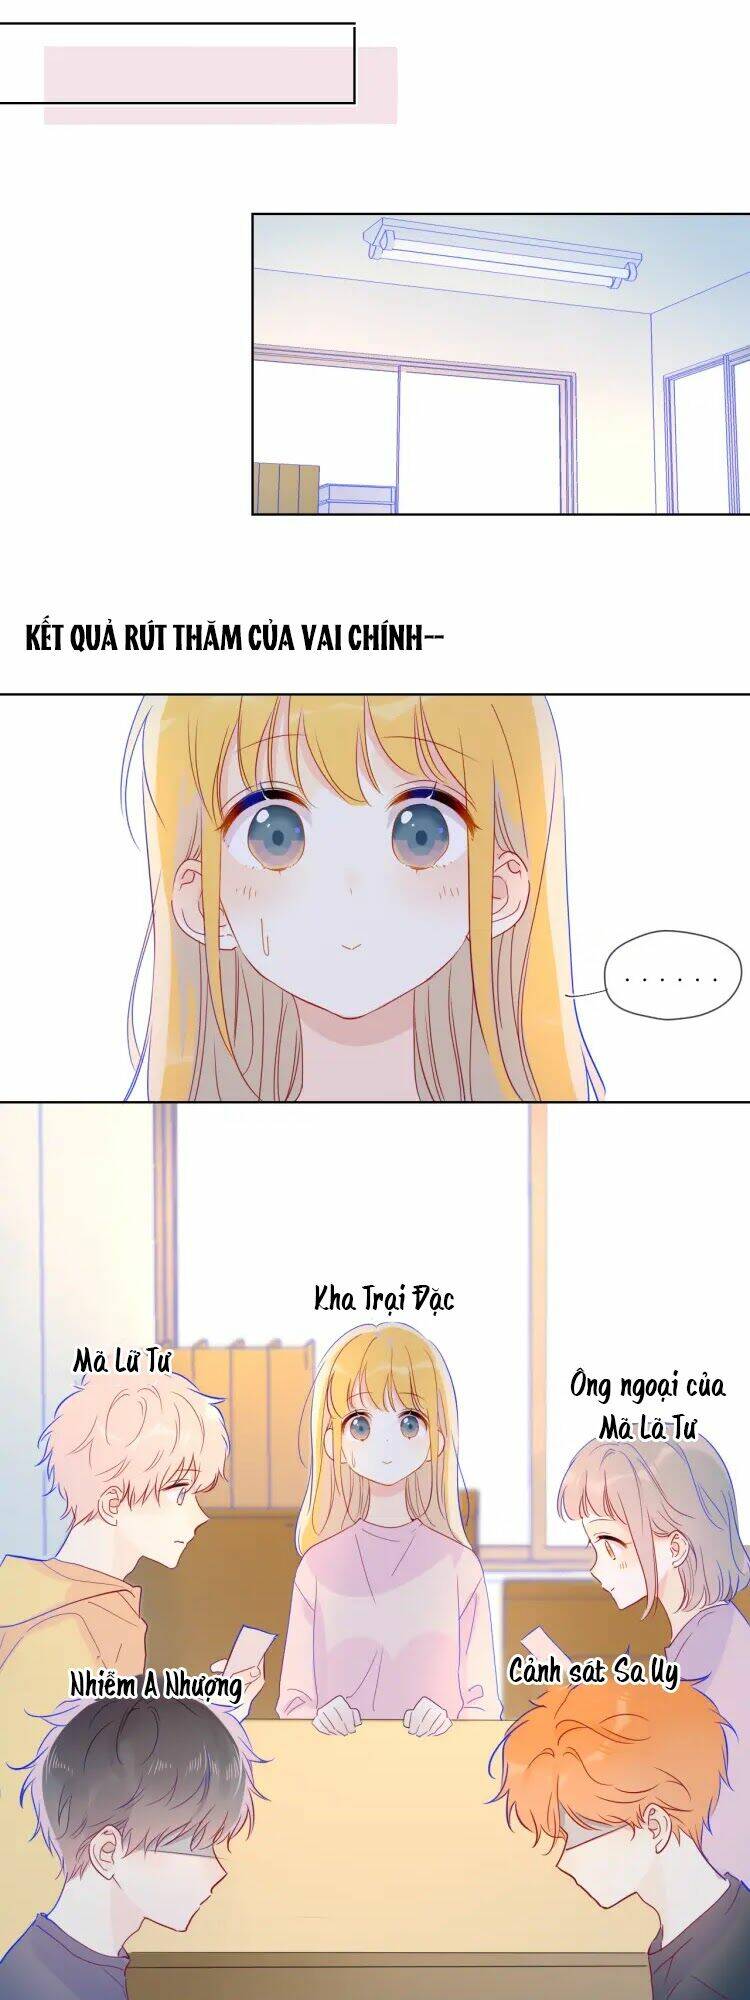 KẾT QUẢ RÚT THĂM CỦA VAI CHÍNH--
......
Kha Trại Đặc
Mã Lữ Tư
Ông ngoại của
Mã Lã Tư
Nhiễm A Nhượng
Cảnh sát Sa Uy